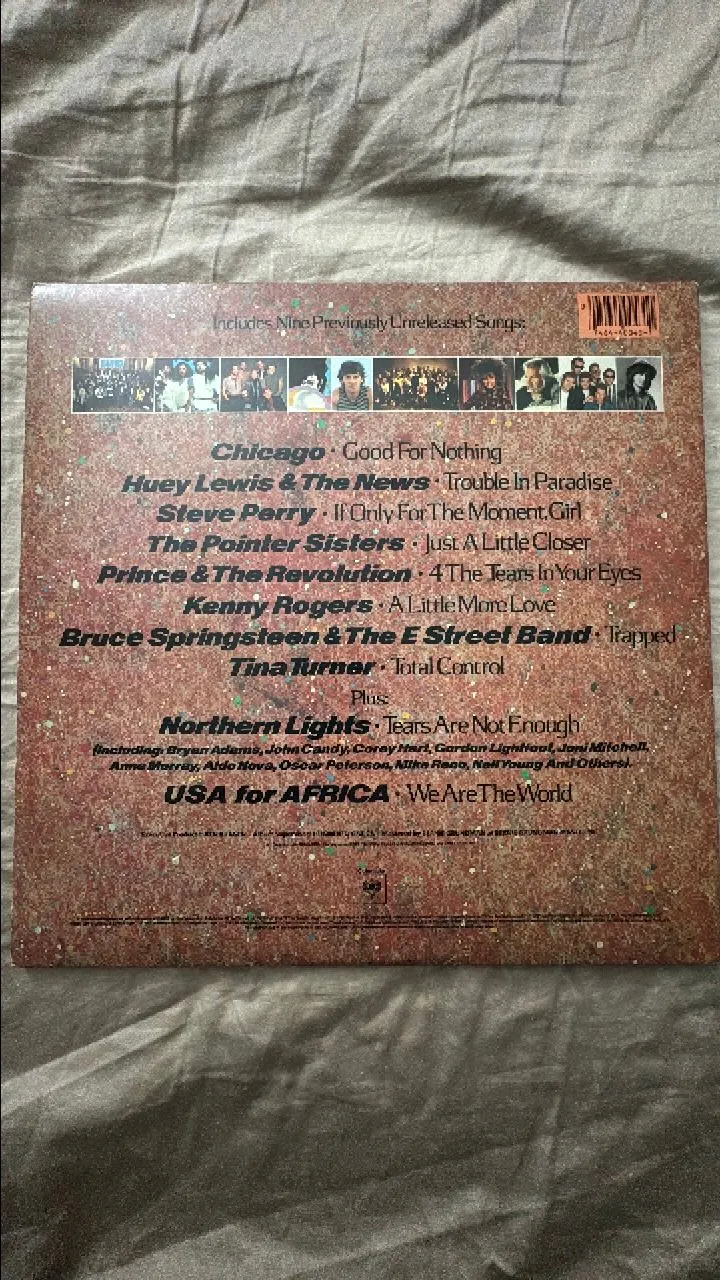 Includes Nine Previously Unreleased Songs:
Chicago · Good For Nothing
Huey Lewis & The News · Trouble In Paradise
Steve Perry · If Only For The Moment, Girl
The Pointer Sisters · Just A Little Closer
Prince & The Revolution · 4 The Tears In Your Eyes
Kenny Rogers · A Little More Love
Bruce Springsteen & The E Street Band · Trapped
Tina Turner · Total Control
Plus:
Northern Lights · Tears Are Not Enough
(Including: Bryan Adams, John Candy, Corey Hart, Gordon Lightfoot, Joni Mitchell,
Anne Murray, Aldo Nova, Oscar Peterson, Mike Reno, Neil Young And Others).
USA for AFRICA · We Are The World